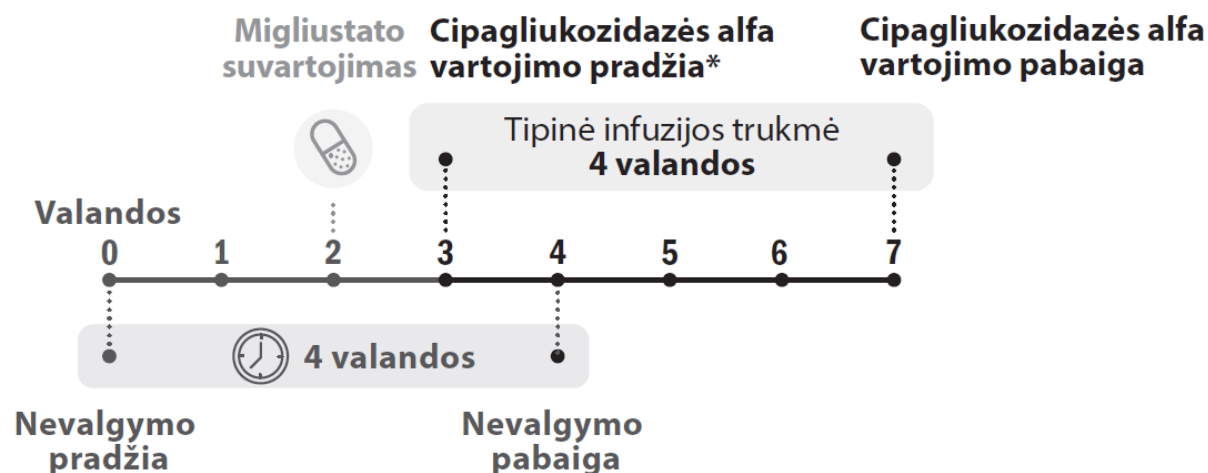 Migliustato
suvartojimas
Cipagliukozidazės alfa
vartojimo pradžia*
Cipagliukozidazės alfa
vartojimo pabaiga
Tipinė infuzijos trukmė
4 valandos
Valandos
0 1 2 3 4 5 6 7
4 valandos
Nevalgymo
pradžia
Nevalgymo
pabaiga